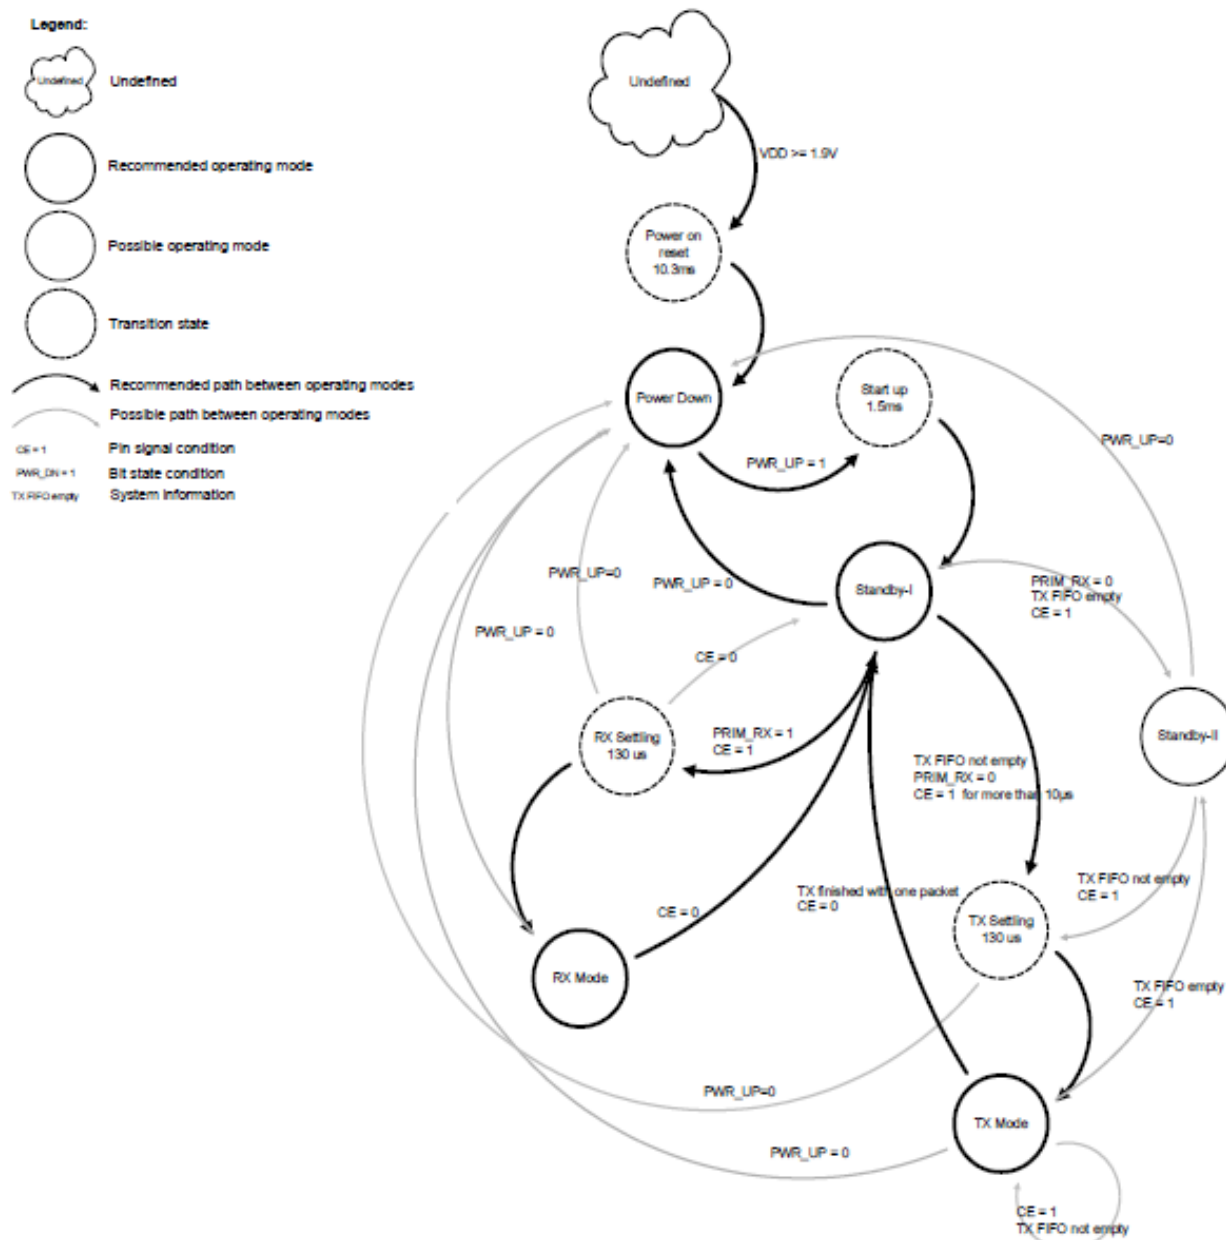 Legend:
Undefined
Undefined
Recommended operating mode
Possible operating mode
Transition state
Recommended path between operating modes
Possible path between operating modes
CE = 1
Pin signal condition
PWR_DN = 1
Bit state condition
TX FIFO empty
System information
Undefined
VDD >= 1.9V
Power on
reset
10.3ms
Power Down
Start up
1.5ms
PWR_UP=0
PWR_UP = 1
PWR_UP=0
PWR_UP = 0
Standby-I
PRIM_RX = 0
TX FIFO empty
CE = 1
PWR_UP = 0
CE = 0
RX Settling
130 us
PRIM_RX = 1
CE = 1
Standby-II
TX FIFO not empty
PRIM_RX = 0
CE = 1 for more than 10µs
TX FIFO not empty
CE = 1
TX finished with one packet
CE = 0
CE = 0
TX Settling
130 us
RX Mode
TX FIFO empty
CE = 1
PWR_UP=0
TX Mode
PWR_UP = 0
CE = 1
TX FIFO not empty